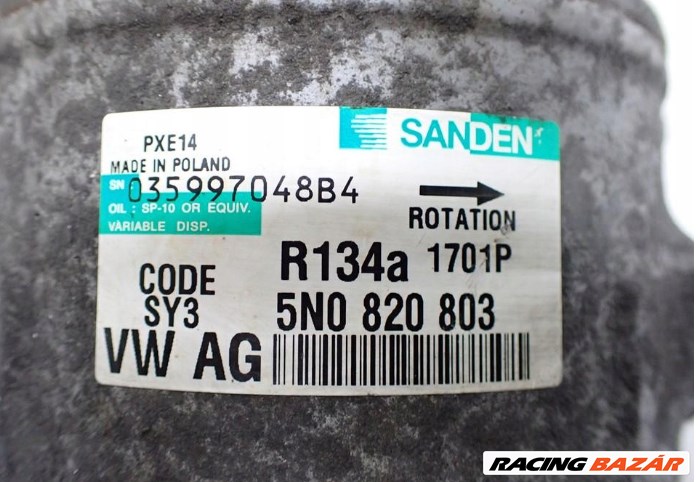 SANDEN
PXE14
MADE IN POLAND
SN 035997048B4
OIL : SP-10 OR EQUIV.
VARIABLE DISP.
ROTATION
CODE
SY3
R134a 1701P
5N0 820 803
VW AG
RACING BAZÁR